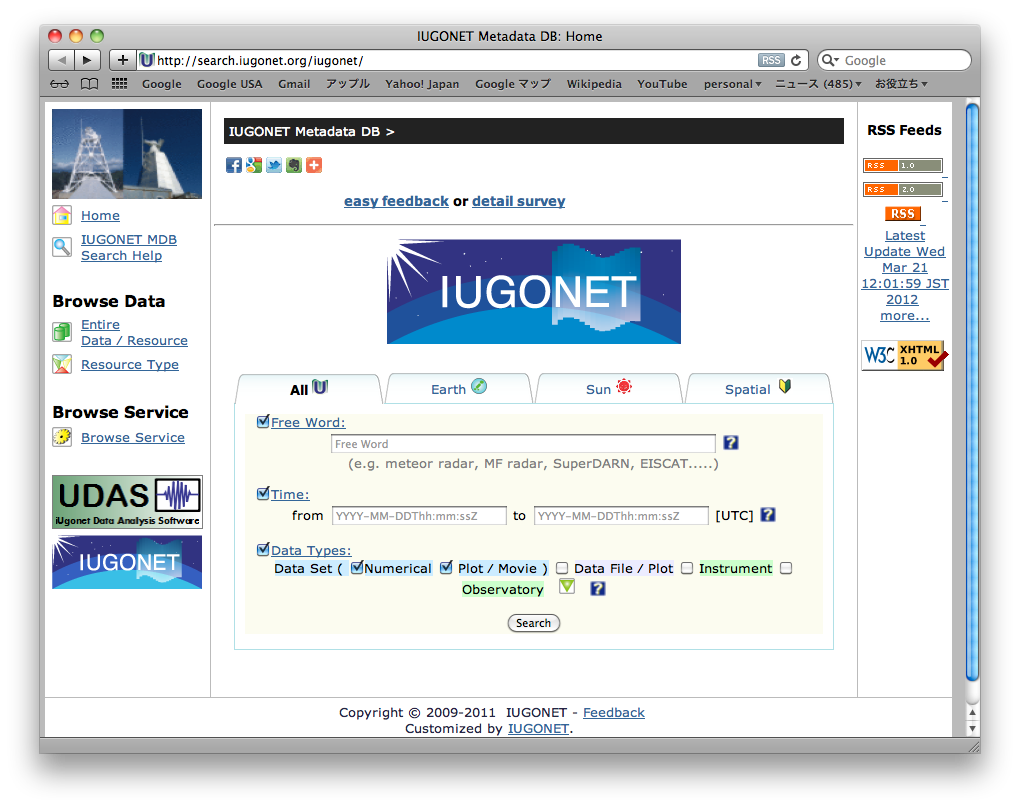 IUGONET Metadata DB: Home
http://search.iugonet.org/iugonet/
RSS
Google
Google
Google USA
Gmail
アップル
Yahoo! Japan
Google マップ
Wikipedia
YouTube
personal
ニュース (485)
お役立ち
Home
IUGONET MDB
Search Help
Browse Data
Entire
Data / Resource
Resource Type
Browse Service
Browse Service
UDAS
iUgonet Data Analysis Software
IUGONET
IUGONET Metadata DB >
easy feedback or detail survey
IUGONET
All
Earth
Sun
Spatial
Free Word:
Free Word
(e.g. meteor radar, MF radar, SuperDARN, EISCAT.....)
Time:
from YYYY-MM-DDThh:mm:ssZ to YYYY-MM-DDThh:mm:ssZ [UTC]
Data Types:
Data Set ( Numerical Plot / Movie ) Data File / Plot Instrument
Observatory
Search
RSS Feeds
RSS 1.0
RSS 2.0
RSS
Latest
Update Wed
Mar 21
12:01:59 JST
2012
more...
W3C XHTML
1.0
Copyright © 2009-2011 IUGONET - Feedback
Customized by IUGONET.